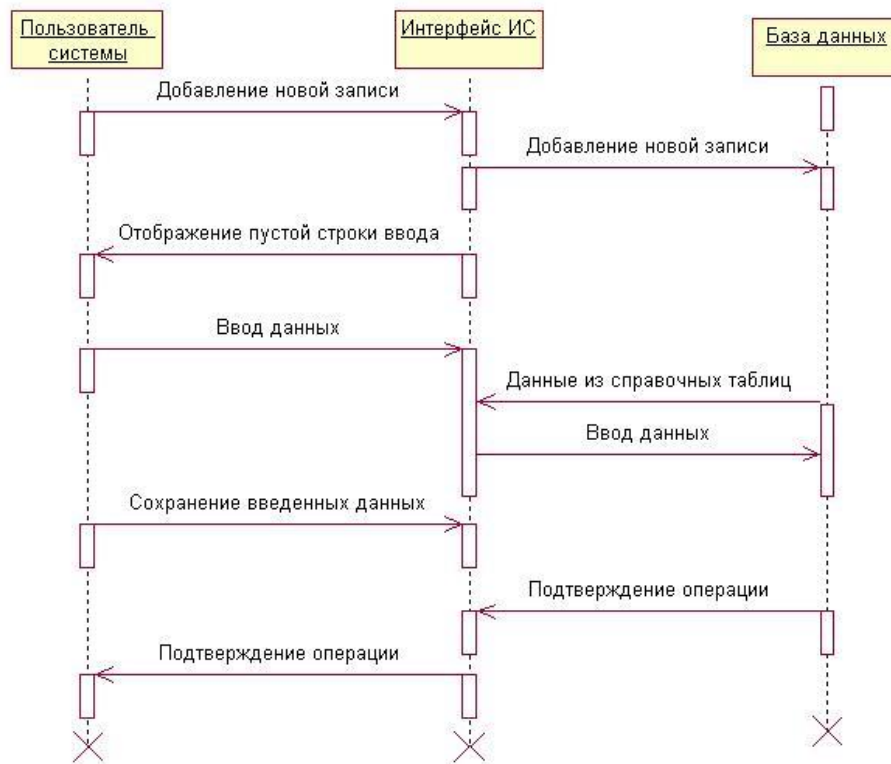 Пользователь
системы
Интерфейс ИС
База данных
Добавление новой записи
Добавление новой записи
Отображение пустой строки ввода
Ввод данных
Данные из справочных таблиц
Ввод данных
Сохранение введенных данных
Подтверждение операции
Подтверждение операции